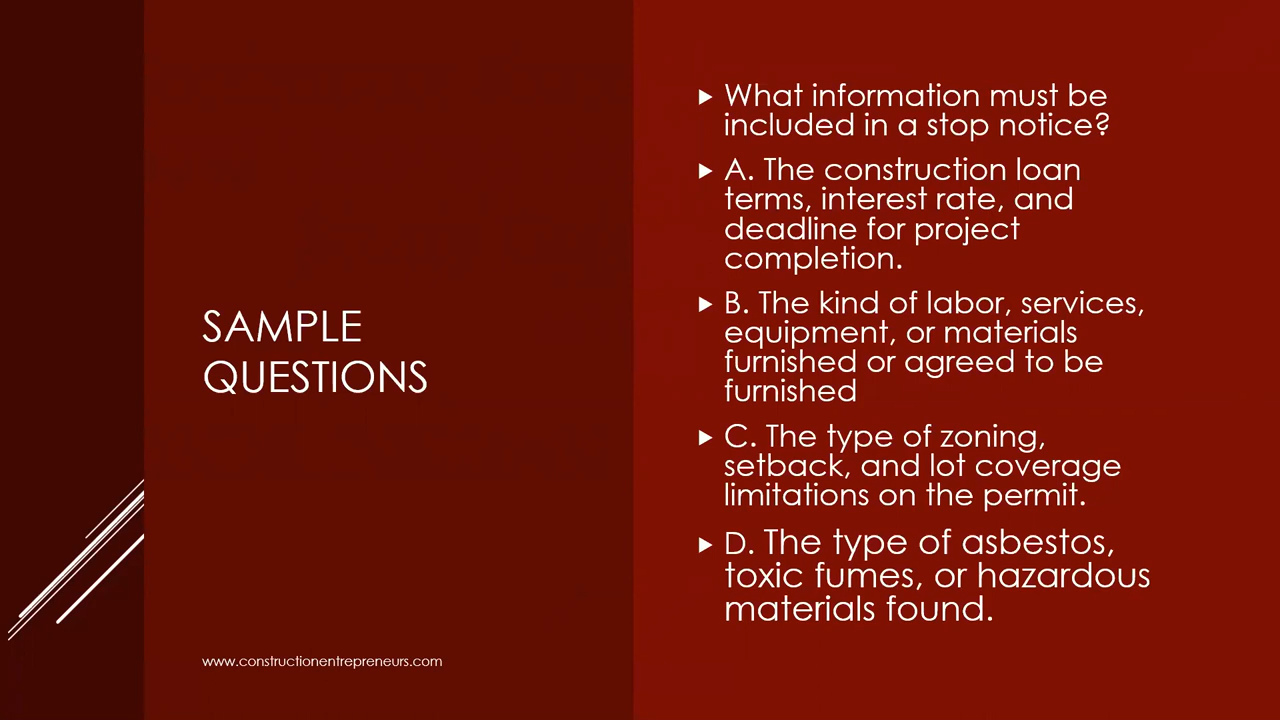 SAMPLE
QUESTIONS
www.constructionentrepreneurs.com
What information must be
included in a stop notice?
A. The construction loan
terms, interest rate, and
deadline for project
completion.
B. The kind of labor, services,
equipment, or materials
furnished or agreed to be
furnished
C. The type of zoning,
setback, and lot coverage
limitations on the permit.
D. The type of asbestos,
toxic fumes, or hazardous
materials found.